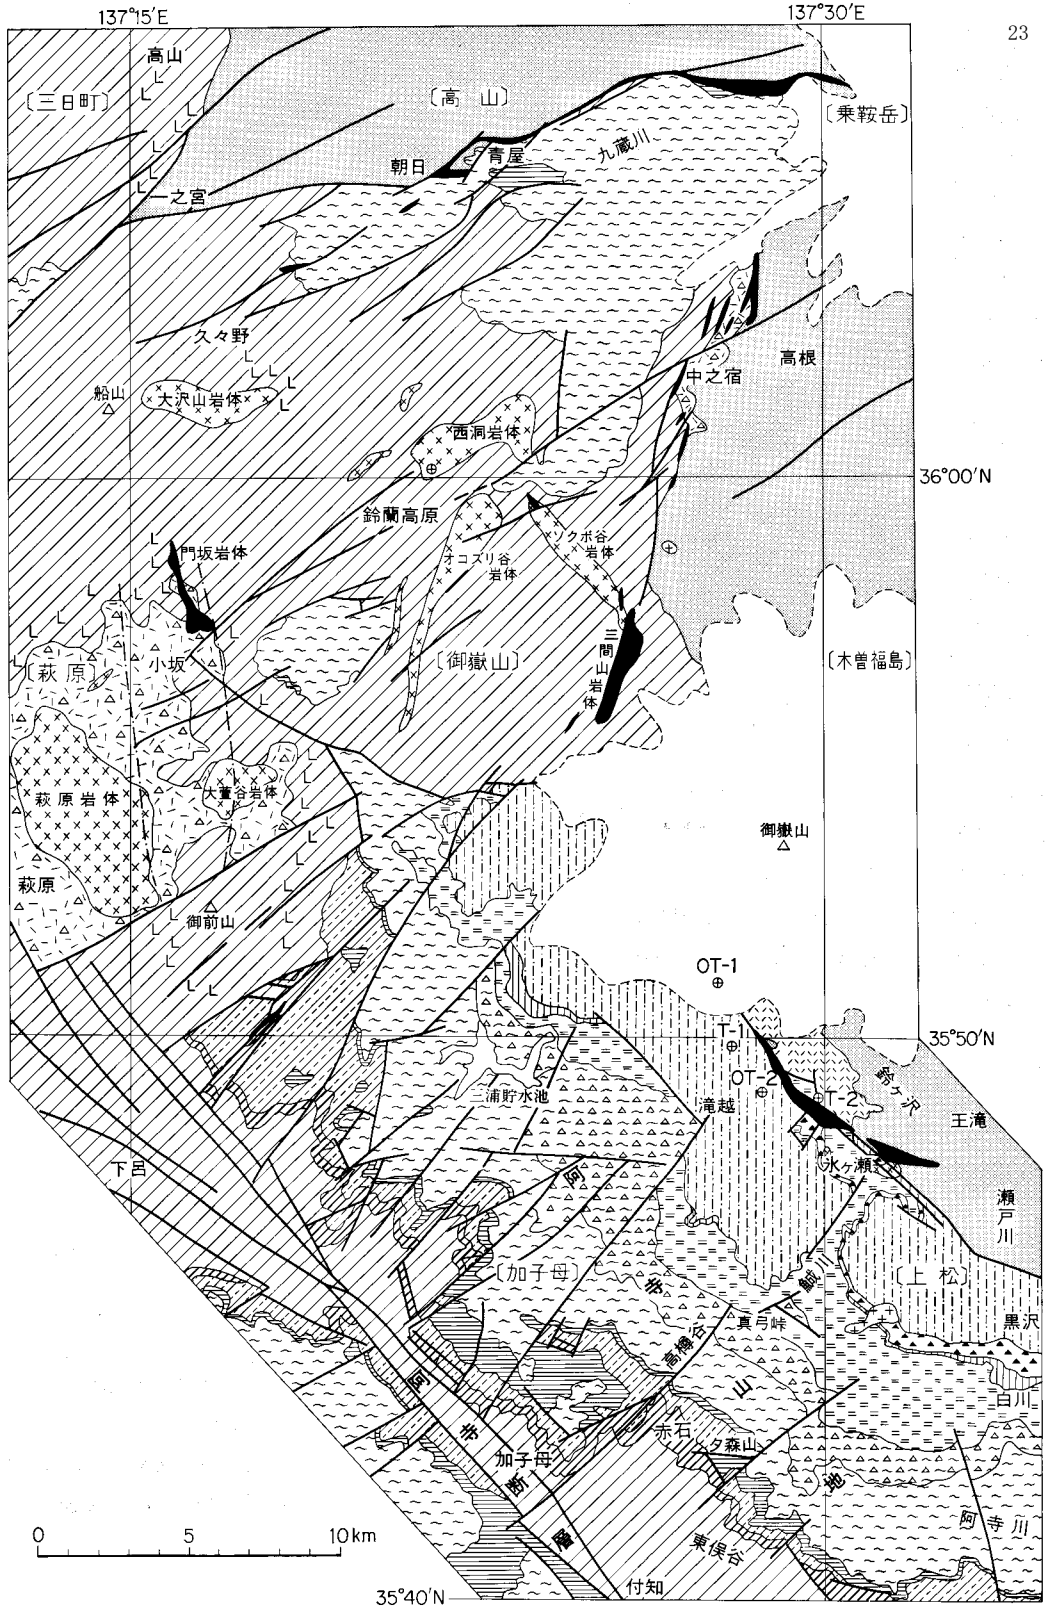 137°15′E
137°30′E
23
高山
〔三日町〕
〔高山〕
〔乗鞍岳〕
九蔵川
青屋
朝日
一之宮
久々野
高根
中之宿
船山
大沢山岩体
西洞岩体
36°00′N
鈴蘭高原
ソクボ谷
岩体
オコズリ谷
岩体
門坂岩体
三間山岩体
〔御嶽山〕
〔木曽福島〕
小坂
〔萩原〕
萩原岩体
大萱谷岩体
御嶽山
萩原
御前山
OT-1
T-1
35°50′N
OT-2
T-2
鈴ヶ沢
三浦貯水池
滝越
王滝
氷ヶ瀬
下呂
瀬戸川
阿寺山地
〔加子母〕
鯎川
〔上松〕
真弓峠
黒沢
高樽谷
白川
赤石
夕森山
阿寺断層
加子母
阿寺川
東俣谷
付知
0 5 10km
35°40′N